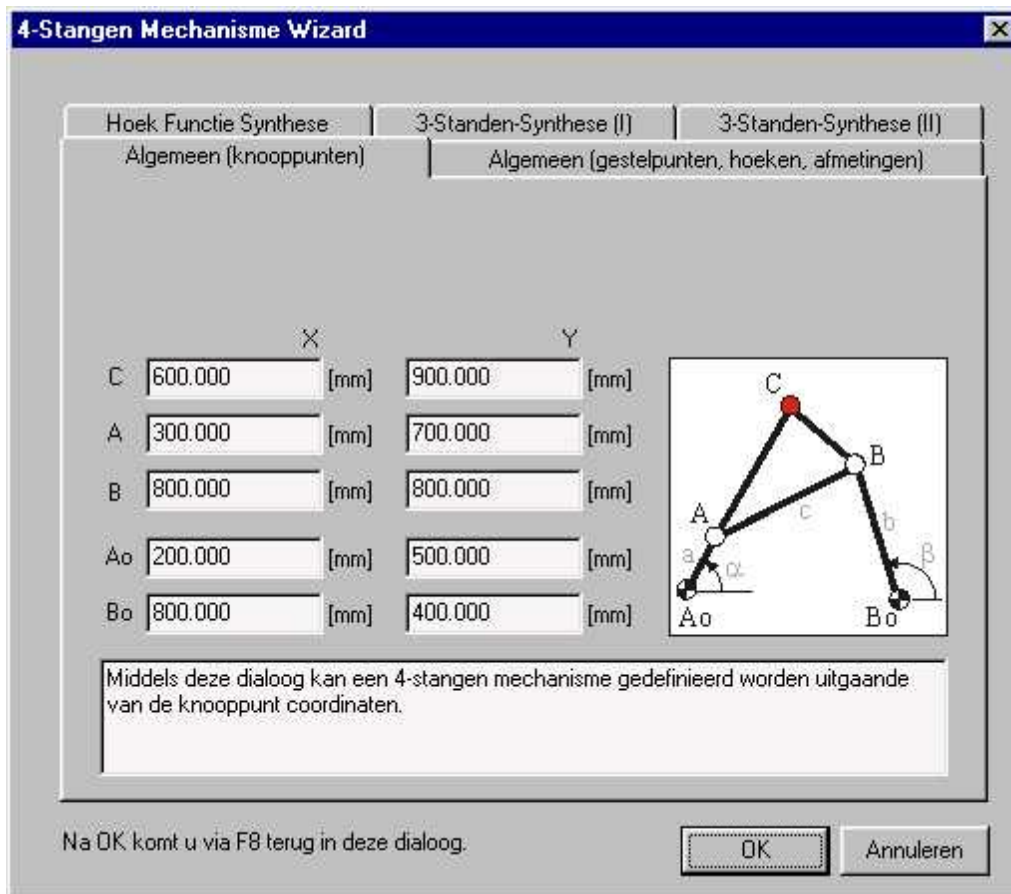 4-Stangen Mechanisme Wizard
Hoek Functie Synthese 3-Standen-Synthese (I) 3-Standen-Synthese (II)
Algemeen (knooppunten) Algemeen (gestelpunten, hoeken, afmetingen)
X Y
C 600.000 [mm] 900.000 [mm]
A 300.000 [mm] 700.000 [mm]
B 800.000 [mm] 800.000 [mm]
Ao 200.000 [mm] 500.000 [mm]
Bo 800.000 [mm] 400.000 [mm]
C
B
A
c
b
a
α
β
Ao
Bo
Middels deze dialoog kan een 4-stangen mechanisme gedefinieerd worden uitgaande
van de knooppunt coordinaten.
Na OK komt u via F8 terug in deze dialoog.
OK Annuleren